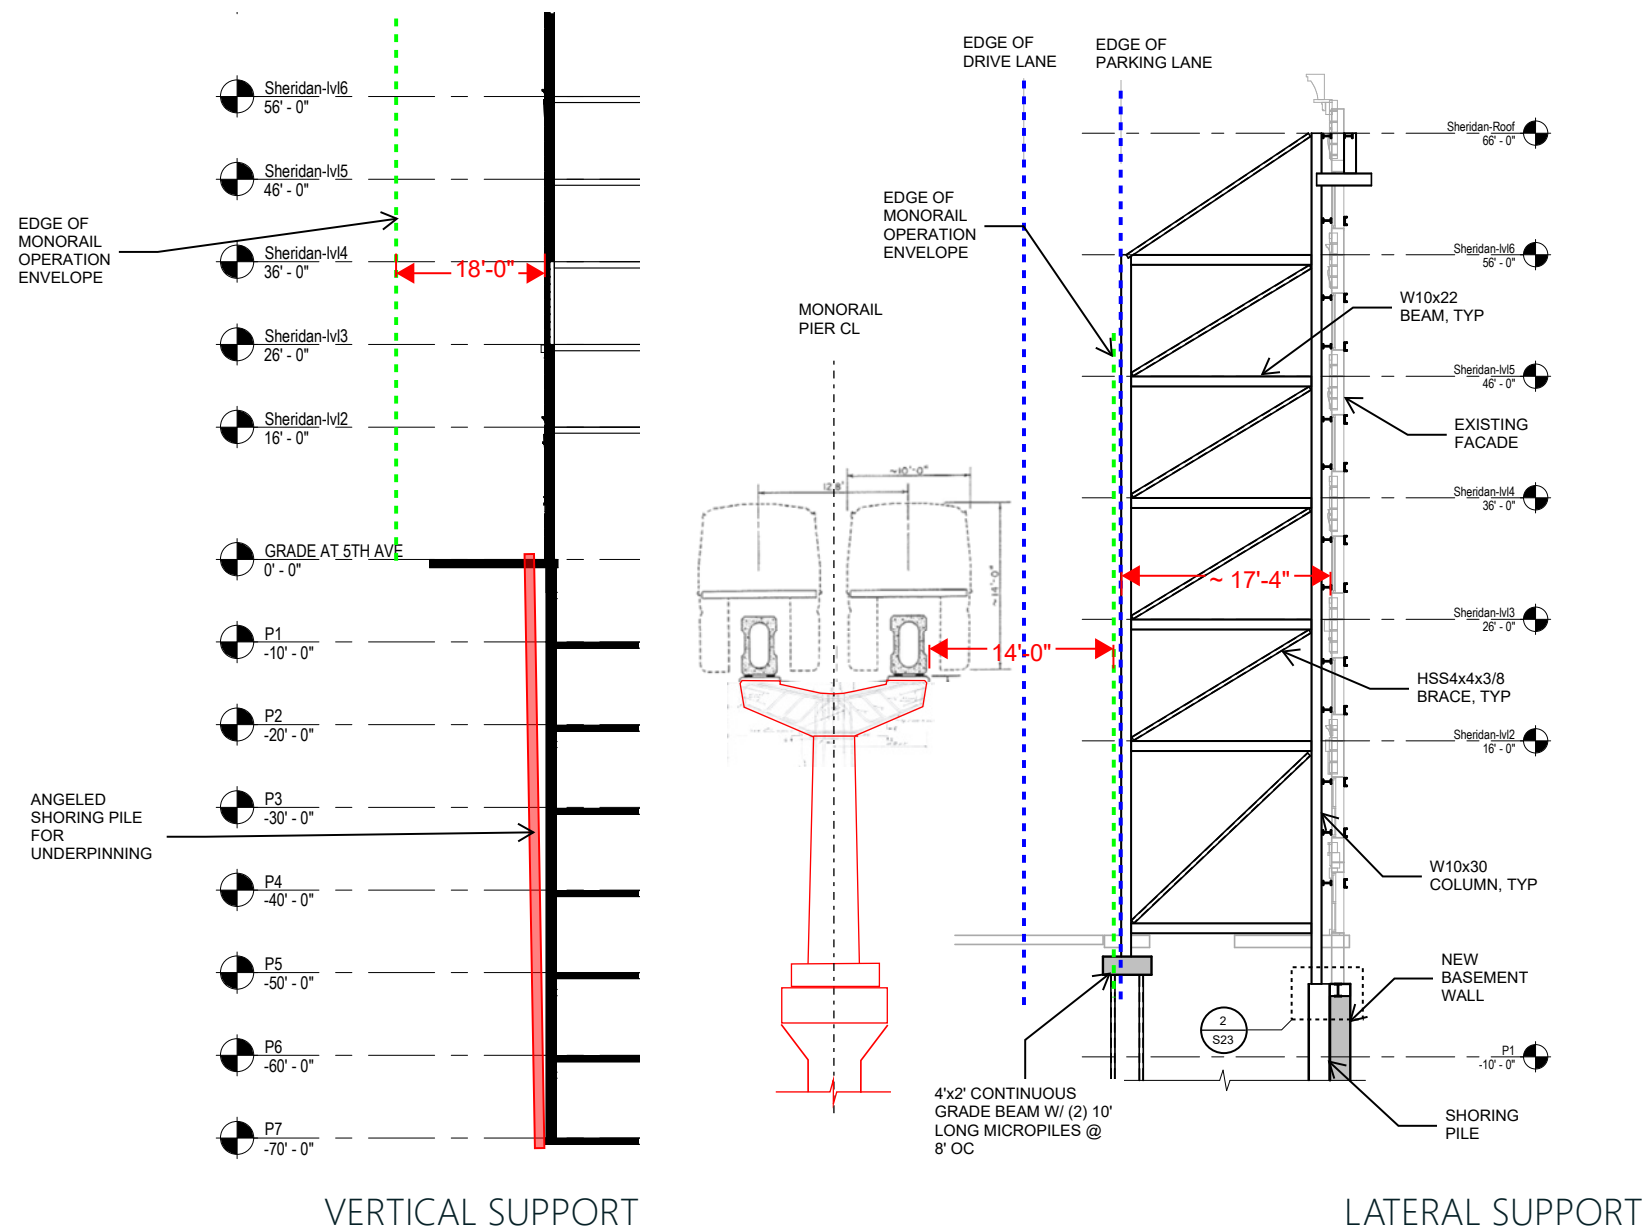 Sheridan-lvl6
56' - 0"
Sheridan-lvl5
46' - 0"
EDGE OF
MONORAIL
OPERATION
ENVELOPE
Sheridan-lvl4
36' - 0"
18'-0"
Sheridan-lvl3
26' - 0"
Sheridan-lvl2
16' - 0"
GRADE AT 5TH AVE
0' - 0"
P1
-10' - 0"
P2
-20' - 0"
P3
-30' - 0"
ANGELED
SHORING PILE
FOR
UNDERPINNING
P4
-40' - 0"
P5
-50' - 0"
P6
-60' - 0"
P7
-70' - 0"
VERTICAL SUPPORT
EDGE OF
DRIVE LANE
EDGE OF
PARKING LANE
Sheridan-Roof
66' - 0"
EDGE OF
MONORAIL
OPERATION
ENVELOPE
Sheridan-lvl6
56' - 0"
MONORAIL
PIER CL
W10x22
BEAM, TYP
Sheridan-lvl5
46' - 0"
EXISTING
FACADE
~10'-0"
12.8'
Sheridan-lvl4
36' - 0"
~14'-0"
~ 17'-4"
Sheridan-lvl3
26' - 0"
14'-0"
HSS4x4x3/8
BRACE, TYP
Sheridan-lvl2
16' - 0"
W10x30
COLUMN, TYP
NEW
BASEMENT
WALL
2
S23
P1
-10' - 0"
4'x2' CONTINUOUS
GRADE BEAM W/ (2) 10'
LONG MICROPILES @
8' OC
SHORING
PILE
LATERAL SUPPORT